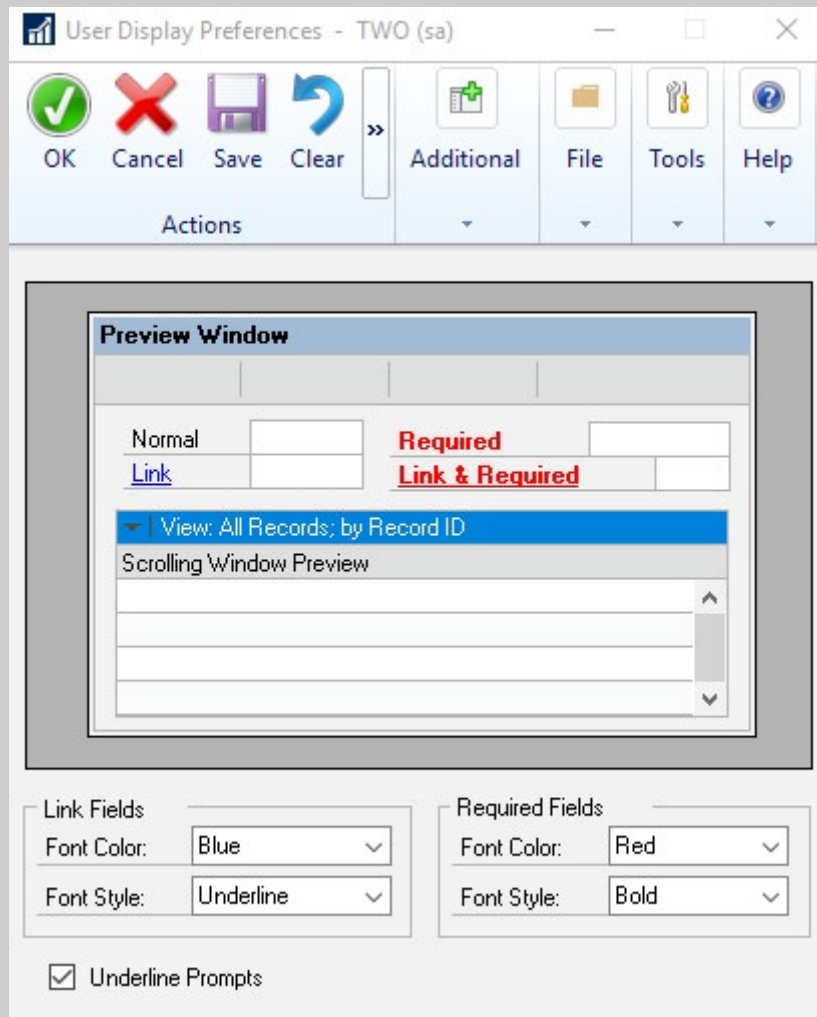 User Display Preferences - TWO (sa)
OK Cancel Save Clear » Additional File Tools Help
Actions
Preview Window
Normal Required
Link Link & Required
View: All Records; by Record ID
Scrolling Window Preview
Link Fields Required Fields
Font Color: Blue Font Color: Red
Font Style: Underline Font Style: Bold
Underline Prompts